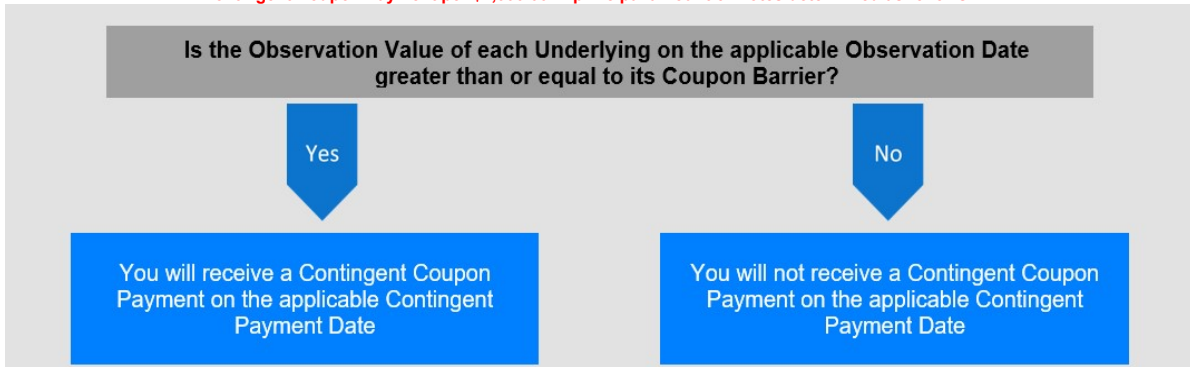 Is the Observation Value of each Underlying on the applicable Observation Date
greater than or equal to its Coupon Barrier?
Yes
No
You will receive a Contingent Coupon
Payment on the applicable Contingent
Payment Date
You will not receive a Contingent Coupon
Payment on the applicable Contingent
Payment Date